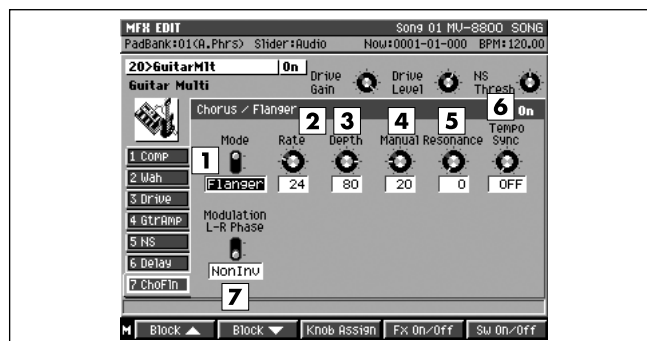 MFX EDIT Song 01 MV-8800 SONG
PadBank:01(A.Phrs) Slider:Audio Now:0001-01-000 BPM:120.00
20>GuitarMlt On
Guitar Multi
Drive Gain
Drive Level
NS Thresh
Chorus / Flanger On
1 Mode
2 Rate
3 Depth
4 Manual
5 Resonance
6 Tempo Sync
Flanger 24 80 20 0 OFF
Modulation
L-R Phase
NonInv
7
1 Comp
2 Wah
3 Drive
4 GtrAmp
5 NS
6 Delay
7 ChoFln
M Block ▲ Block ▼ Knob Assign Fx On/Off Sw On/Off